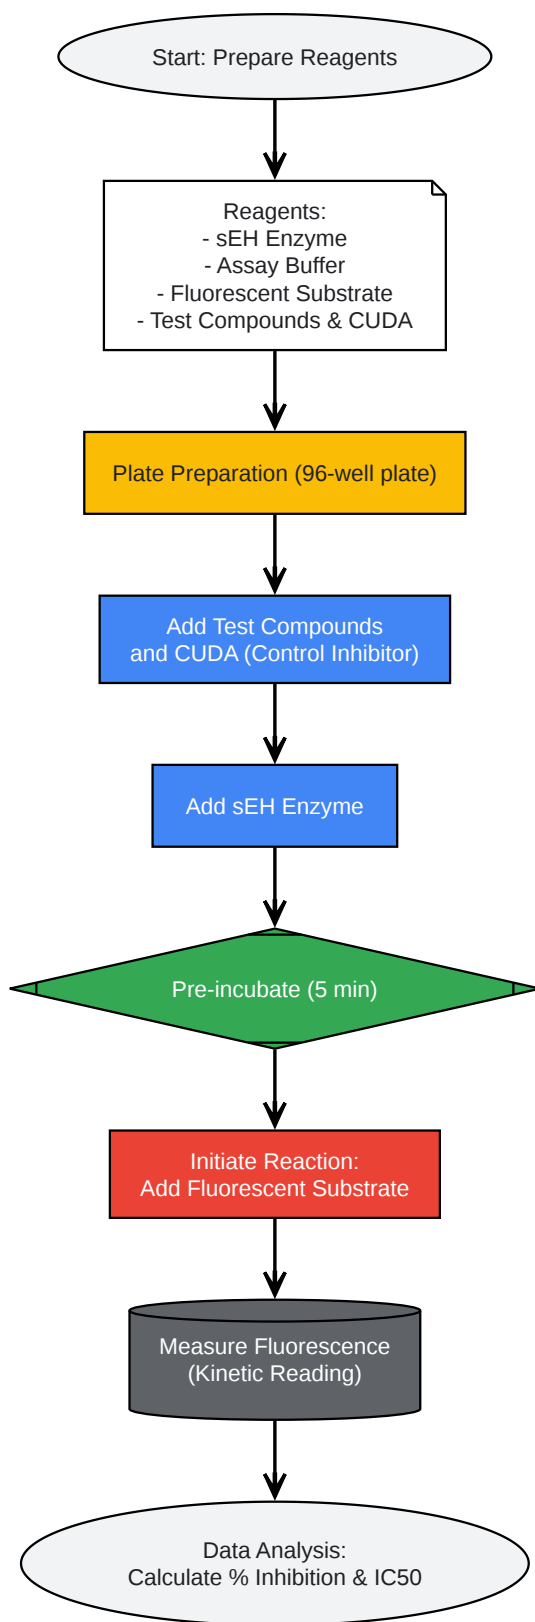 Start: Prepare Reagents
Reagents:
- sEH Enzyme
- Assay Buffer
- Fluorescent Substrate
- Test Compounds & CUDA
Plate Preparation (96-well plate)
Add Test Compounds
and CUDA (Control Inhibitor)
Add sEH Enzyme
Pre-incubate (5 min)
Initiate Reaction:
Add Fluorescent Substrate
Measure Fluorescence
(Kinetic Reading)
Data Analysis:
Calculate % Inhibition & IC50